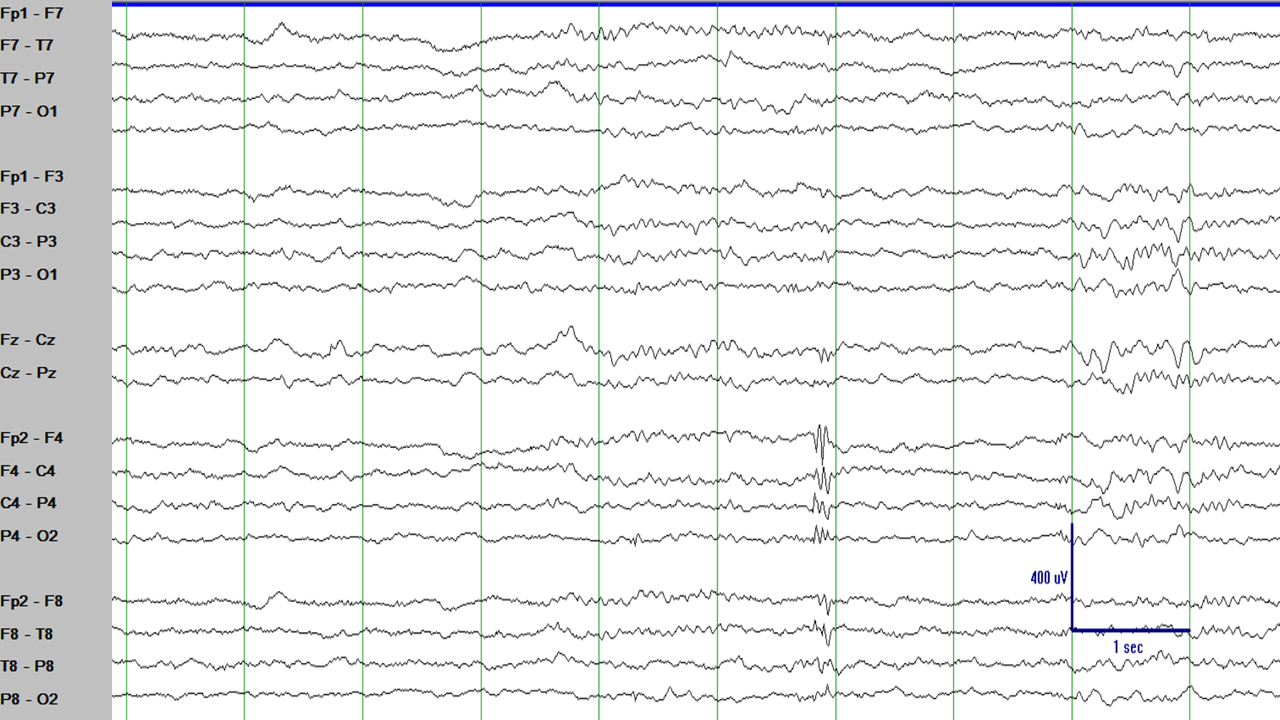 Fp1 - F7
F7 - T7
T7 - P7
P7 - O1
Fp1 - F3
F3 - C3
C3 - P3
P3 - O1
Fz - Cz
Cz - Pz
Fp2 - F4
F4 - C4
C4 - P4
P4 - O2
400 uV
Fp2 - F8
F8 - T8
1 sec
T8 - P8
P8 - O2